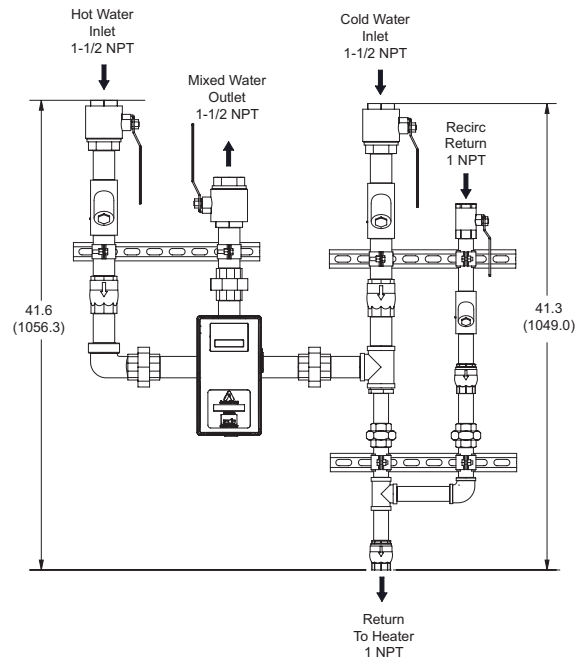 Hot Water
Inlet
1-1/2 NPT
Mixed Water
Outlet
1-1/2 NPT
Cold Water
Inlet
1-1/2 NPT
Recirc
Return
1 NPT
41.6
(1056.3)
41.3
(1049.0)
Return
To Heater
1 NPT